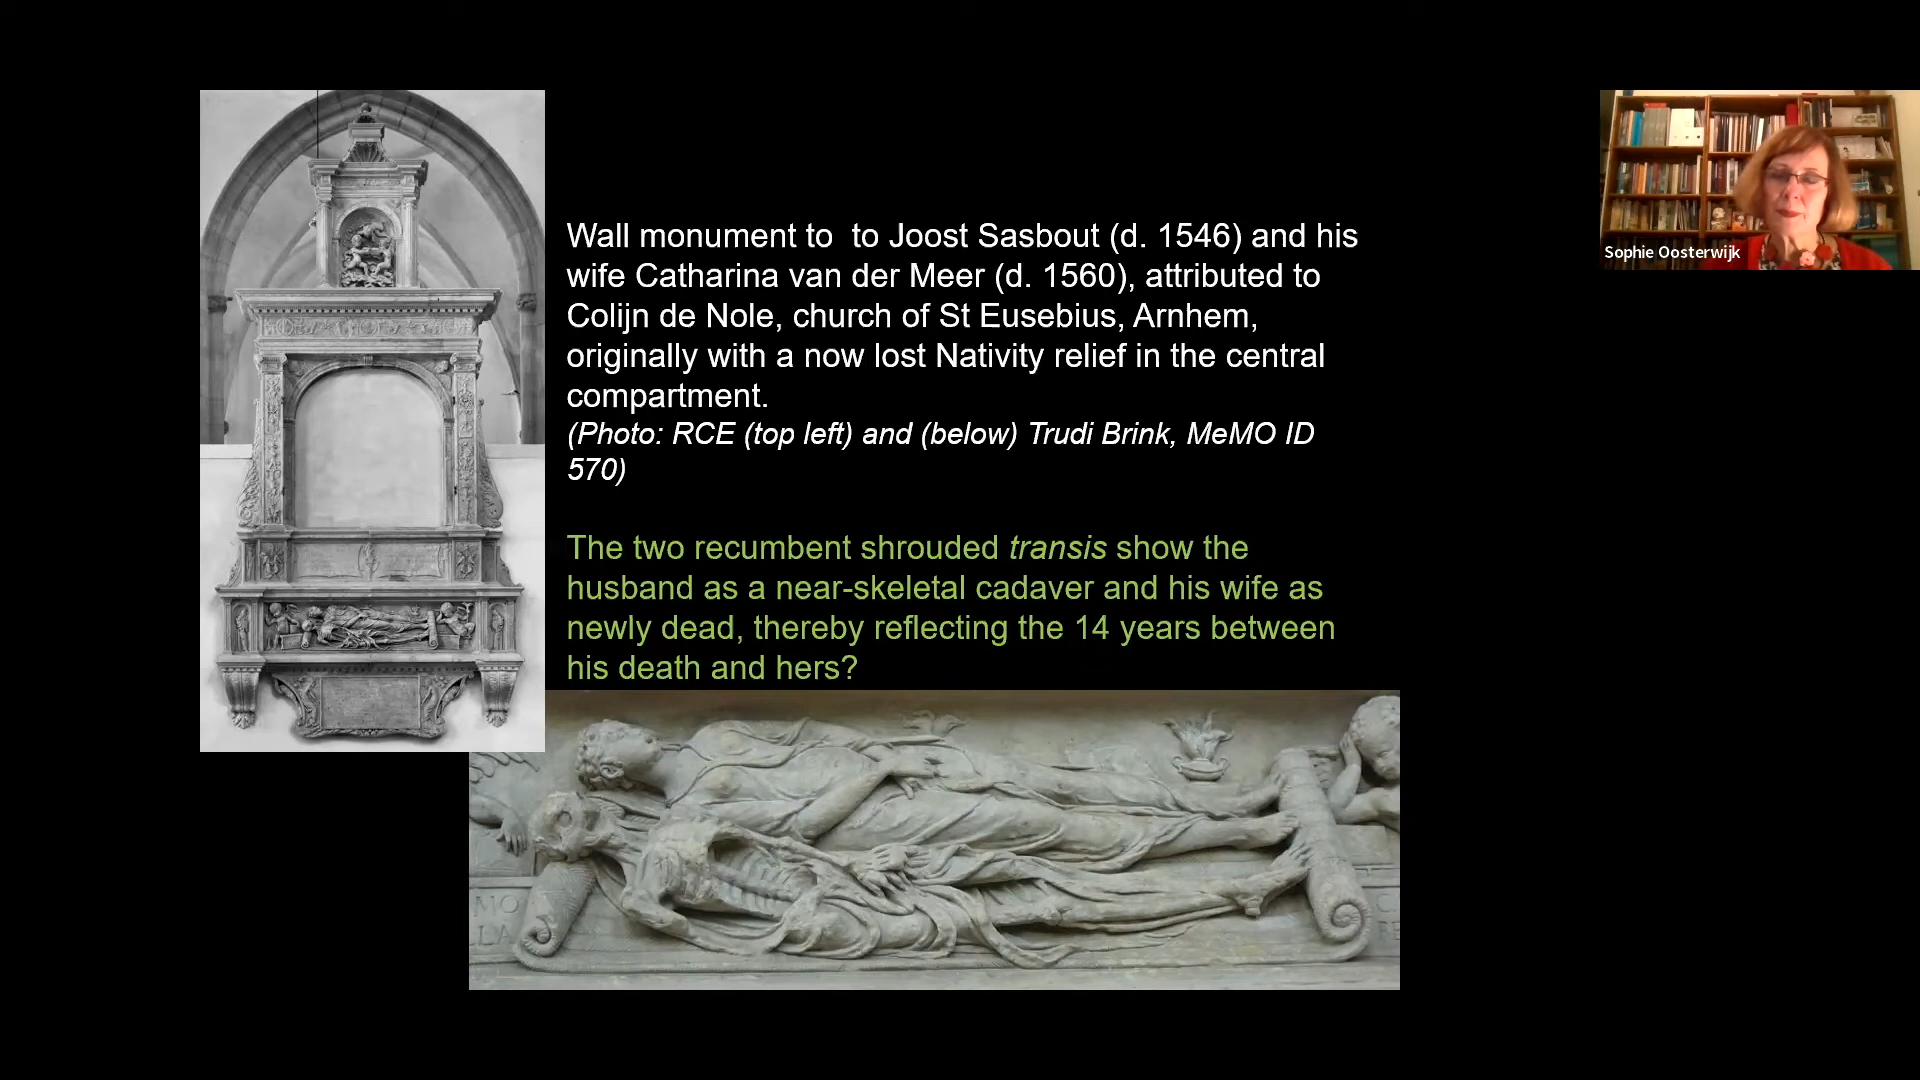 Wall monument to  to Joost Sasbout (d. 1546) and his
wife Catharina van der Meer (d. 1560), attributed to
Colijn de Nole, church of St Eusebius, Arnhem,
originally with a now lost Nativity relief in the central
compartment.
(Photo: RCE (top left) and (below) Trudi Brink, MeMO ID
570)
The two recumbent shrouded transis show the
husband as a near-skeletal cadaver and his wife as
newly dead, thereby reflecting the 14 years between
his death and hers?
Sophie Oosterwijk
MO
LLA